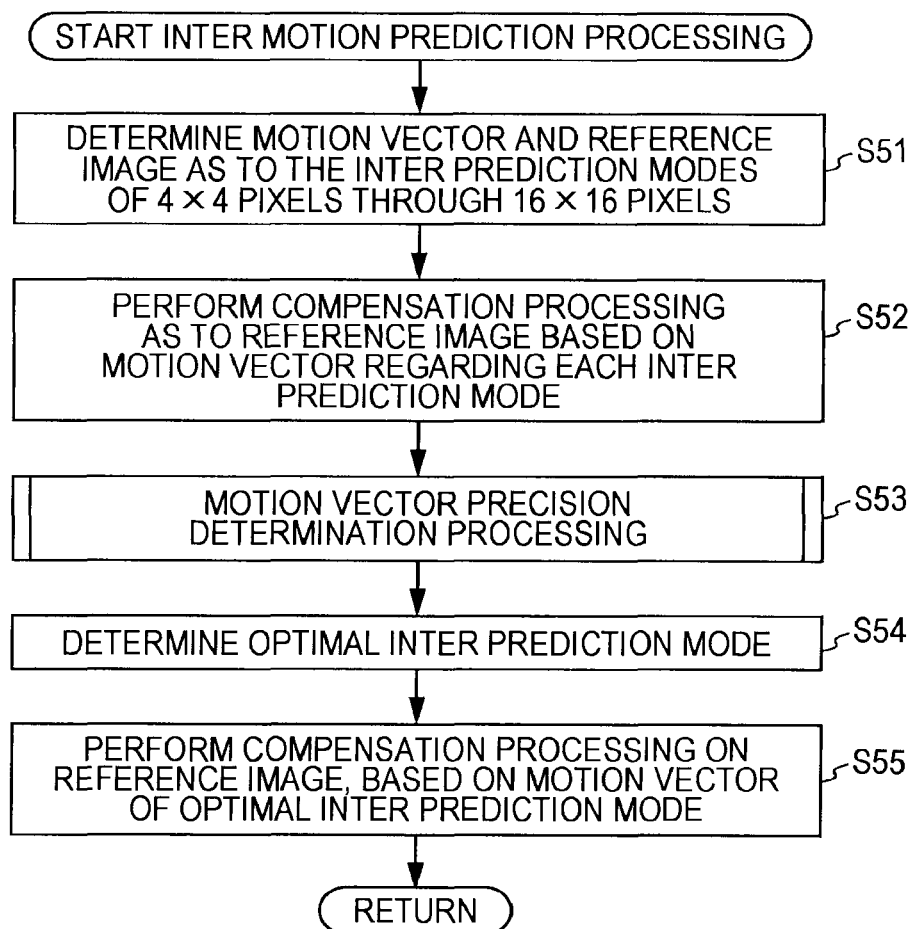 START INTER MOTION PREDICTION PROCESSING
DETERMINE MOTION VECTOR AND REFERENCE
IMAGE AS TO THE INTER PREDICTION MODES
OF 4 × 4 PIXELS THROUGH 16 × 16 PIXELS
S51
PERFORM COMPENSATION PROCESSING
AS TO REFERENCE IMAGE BASED ON
MOTION VECTOR REGARDING EACH INTER
PREDICTION MODE
S52
MOTION VECTOR PRECISION
DETERMINATION PROCESSING
S53
DETERMINE OPTIMAL INTER PREDICTION MODE
S54
PERFORM COMPENSATION PROCESSING ON
REFERENCE IMAGE, BASED ON MOTION VECTOR
OF OPTIMAL INTER PREDICTION MODE
S55
RETURN